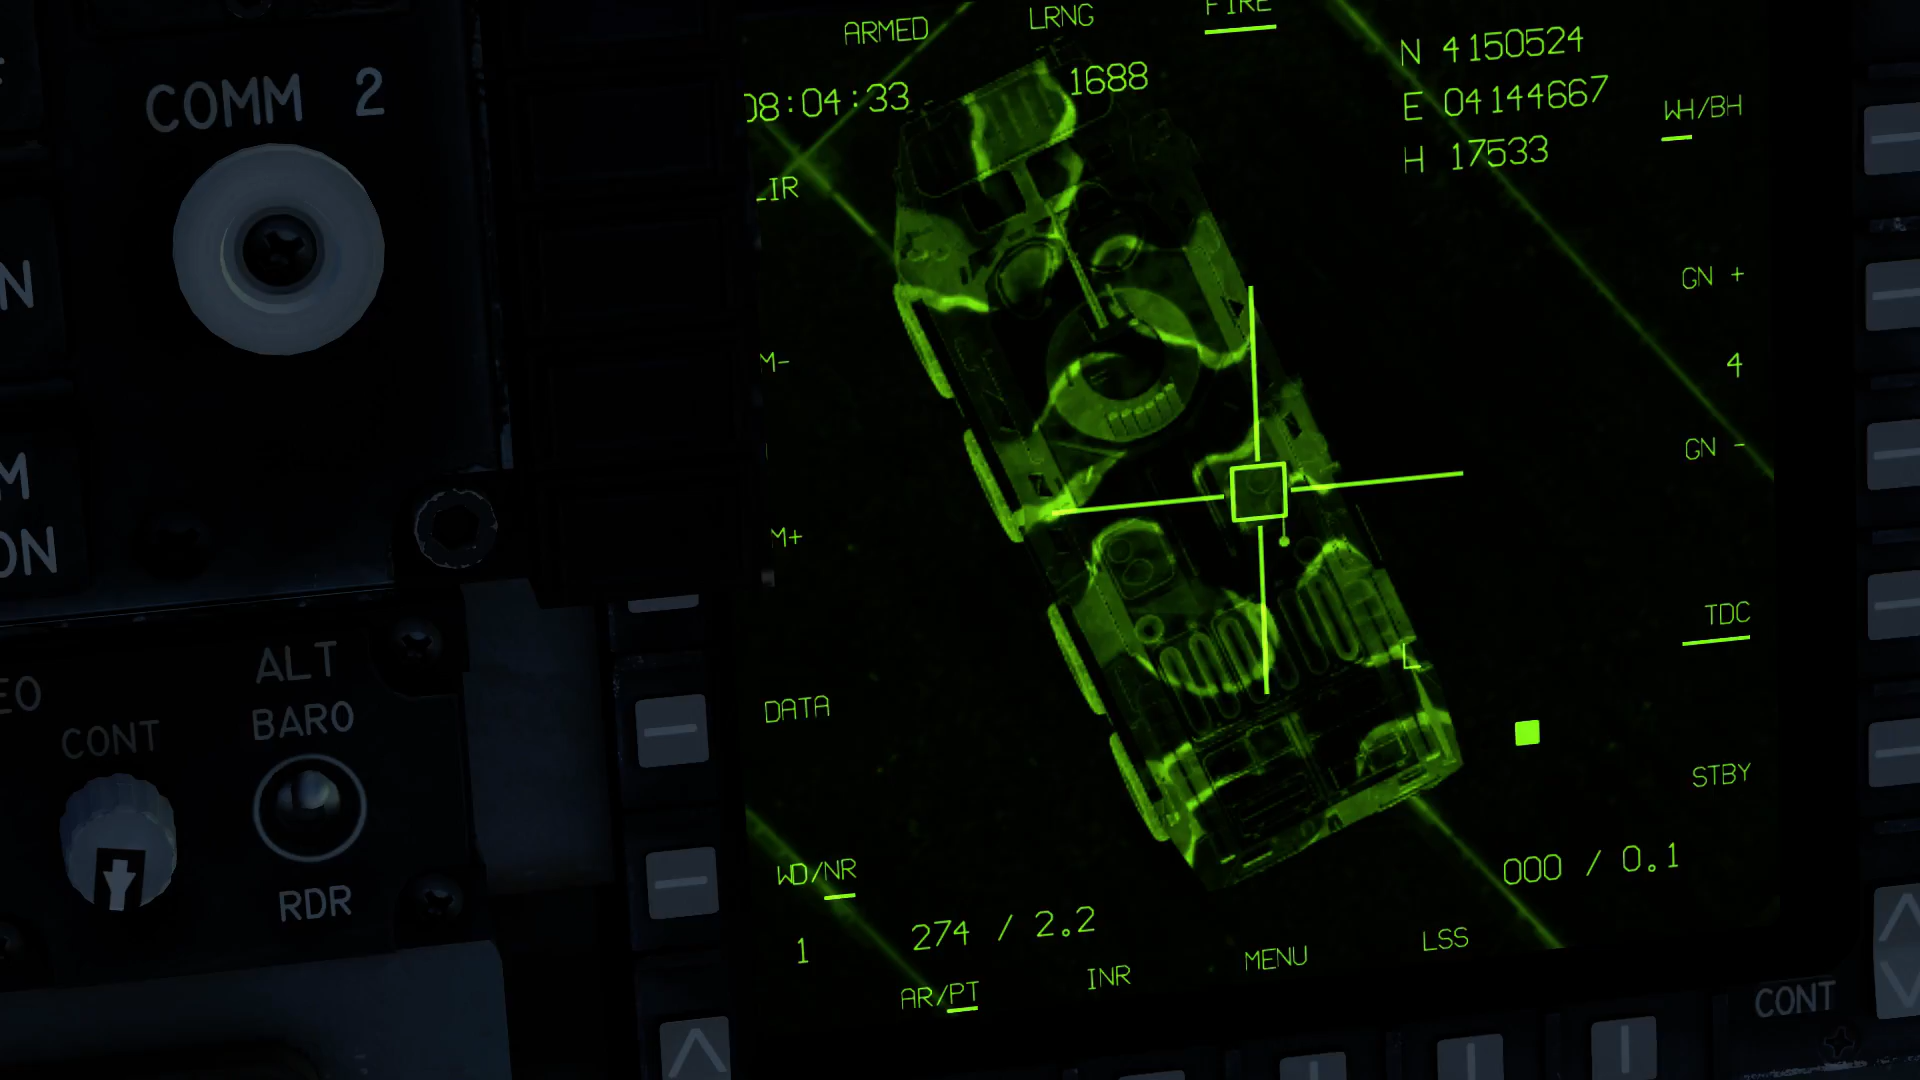 COMM 2
N
M
ON
EO
CONT
ALT
BARO
RDR
ARMED
LRNG
FIRE
08:04:33
1688
N 4150524
E 04144667
H 17533
WH/BH
IR
GN +
M-
4
GN -
M+
TDC
DATA
STBY
WD/NR
000 / 0.1
1
274 / 2.2
LSS
MENU
INR
AR/PT
CONT